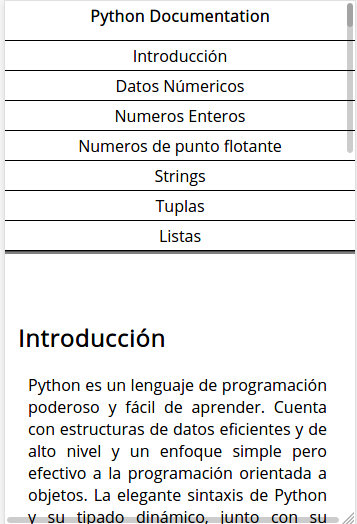 Python Documentation
Introducción
Datos Númericos
Numeros Enteros
Numeros de punto flotante
Strings
Tuplas
Listas
Introducción
Python es un lenguaje de programación
poderoso y fácil de aprender. Cuenta
con estructuras de datos eficientes y de
alto nivel y un enfoque simple pero
efectivo a la programación orientada a
objetos. La elegante sintaxis de Python
y su tipado dinámico, junto con su